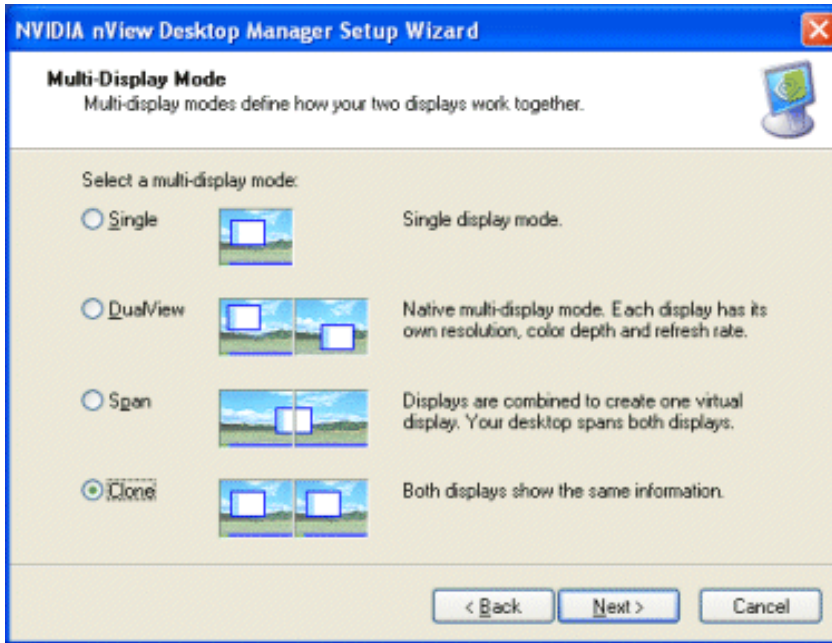 NVIDIA nView Desktop Manager Setup Wizard
Multi-Display Mode
Multi-display modes define how your two displays work together.
Select a multi-display mode:
Single
Single display mode.
DualView
Native multi-display mode. Each display has its
own resolution, color depth and refresh rate.
Span
Displays are combined to create one virtual
display. Your desktop spans both displays.
Clone
Both displays show the same information.
< Back
Next >
Cancel